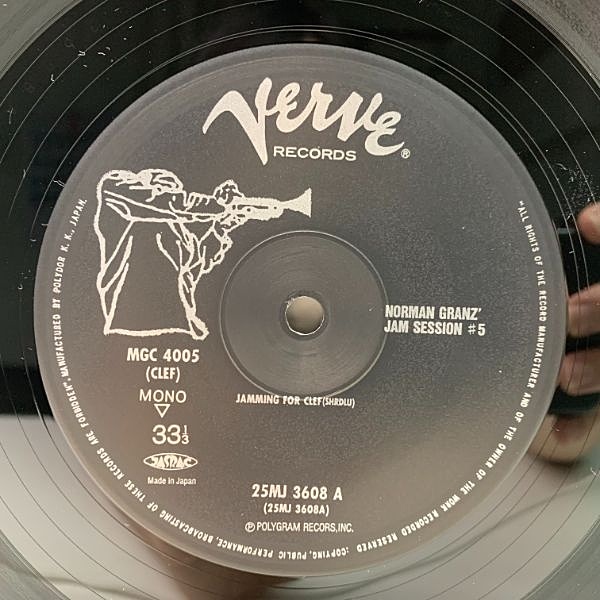 Verve
RECORDS ®
NORMAN GRANZ'
JAM SESSION #5
MGC 4005
(CLEF)
MONO
33⅓
JASRAC
Made in Japan
JAMMING FOR CLEF(SHRDLU)
25MJ 3608 A
(25MJ 3608A)
Ⓟ POLYGRAM RECORS,INC.
"ALL RIGHTS OF THE RECORD MANUFACTURER AND OF THE OWNER OF THE WORK RECORDED RESERVED :COPYING, PUBLIC PERFORMANCE, BROADCASTING OF THESE RECORDS ARE FORBIDDEN". MANUFACTURED BY POLYDOR K. K., JAPAN.